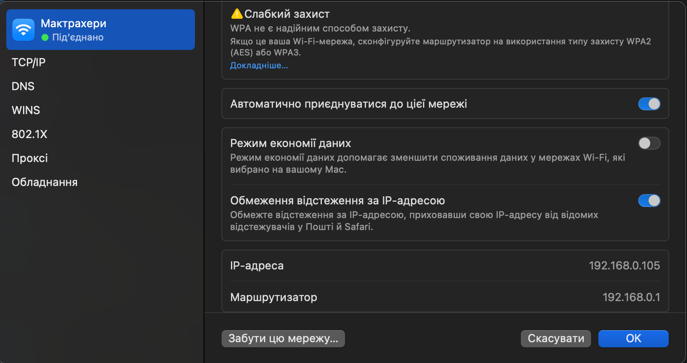 Мактрахери
Під'єднано
TCP/IP
DNS
WINS
802.1X
Проксі
Обладнання
Слабкий захист
WPA не є надійним способом захисту.
Якщо це ваша Wi-Fi-мережа, сконфігуруйте маршрутизатор на використання типу захисту WPA2
(AES) або WPA3.
Докладніше...
Автоматично приєднуватися до цієї мережі
Режим економії даних
Режим економії даних допомагає зменшити споживання даних у мережах Wi-Fi, які
вибрано на вашому Mac.
Обмеження відстеження за IP-адресою
Обмежте відстеження за IP-адресою, приховавши свою IP-адресу від відомих
відстежувачів у Пошті й Safari.
IP-адреса 192.168.0.105
Маршрутизатор 192.168.0.1
Забути цю мережу...
Скасувати
OK